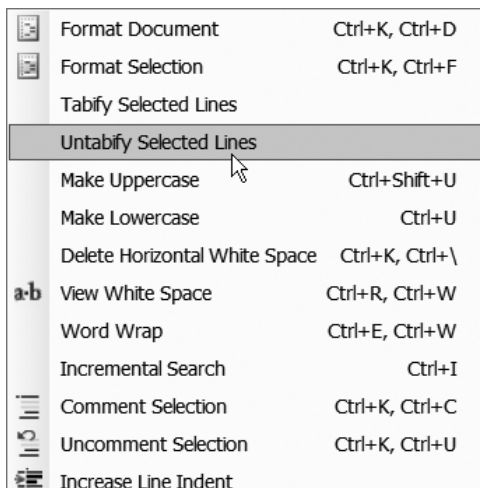 Format Document Ctrl+K, Ctrl+D
Format Selection Ctrl+K, Ctrl+F
Tabify Selected Lines
Untabify Selected Lines
Make Uppercase Ctrl+Shift+U
Make Lowercase Ctrl+U
Delete Horizontal White Space Ctrl+K, Ctrl+\
a·b View White Space Ctrl+R, Ctrl+W
Word Wrap Ctrl+E, Ctrl+W
Incremental Search Ctrl+I
Comment Selection Ctrl+K, Ctrl+C
Uncomment Selection Ctrl+K, Ctrl+U
Increase Line Indent